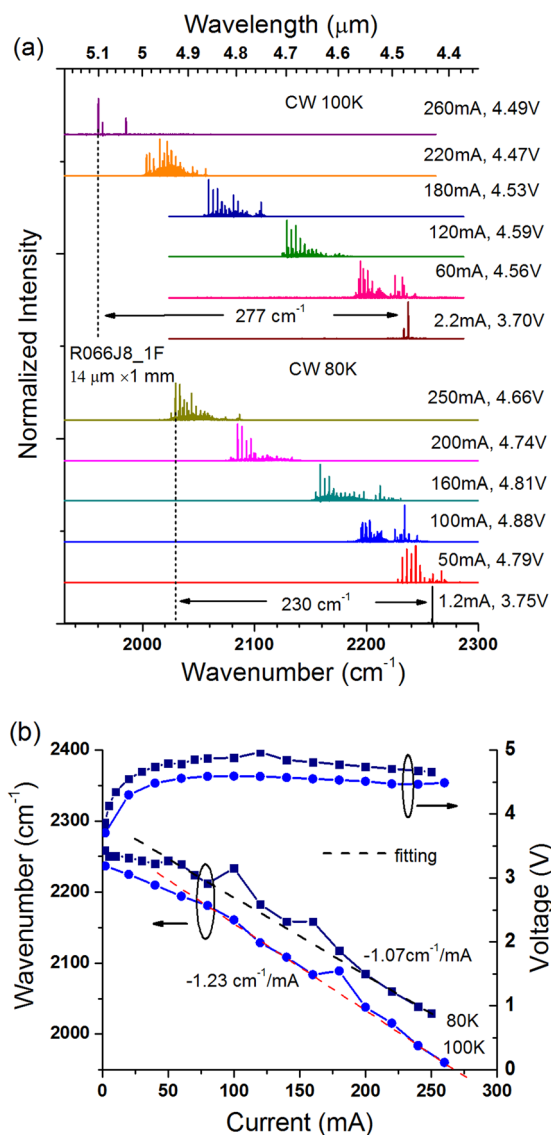 (a)
Wavelength (μm)
5.1 5 4.9 4.8 4.7 4.6 4.5 4.4
CW 100K
260mA, 4.49V
220mA, 4.47V
180mA, 4.53V
120mA, 4.59V
60mA, 4.56V
277 cm⁻¹
2.2mA, 3.70V
R066J8_1F
14 μm ×1 mm
CW 80K
250mA, 4.66V
200mA, 4.74V
160mA, 4.81V
100mA, 4.88V
50mA, 4.79V
230 cm⁻¹
1.2mA, 3.75V
Normalized Intensity
2000 2100 2200 2300
Wavenumber (cm⁻¹)
(b)
2400
2350
2300
2250
2200
2150
2100
2050
1950
Wavenumber (cm⁻¹)
5
4
3
2
1
0
Voltage (V)
fitting
-1.07cm⁻¹/mA
-1.23 cm⁻¹/mA
80K
100K
0 50 100 150 200 250 300
Current (mA)